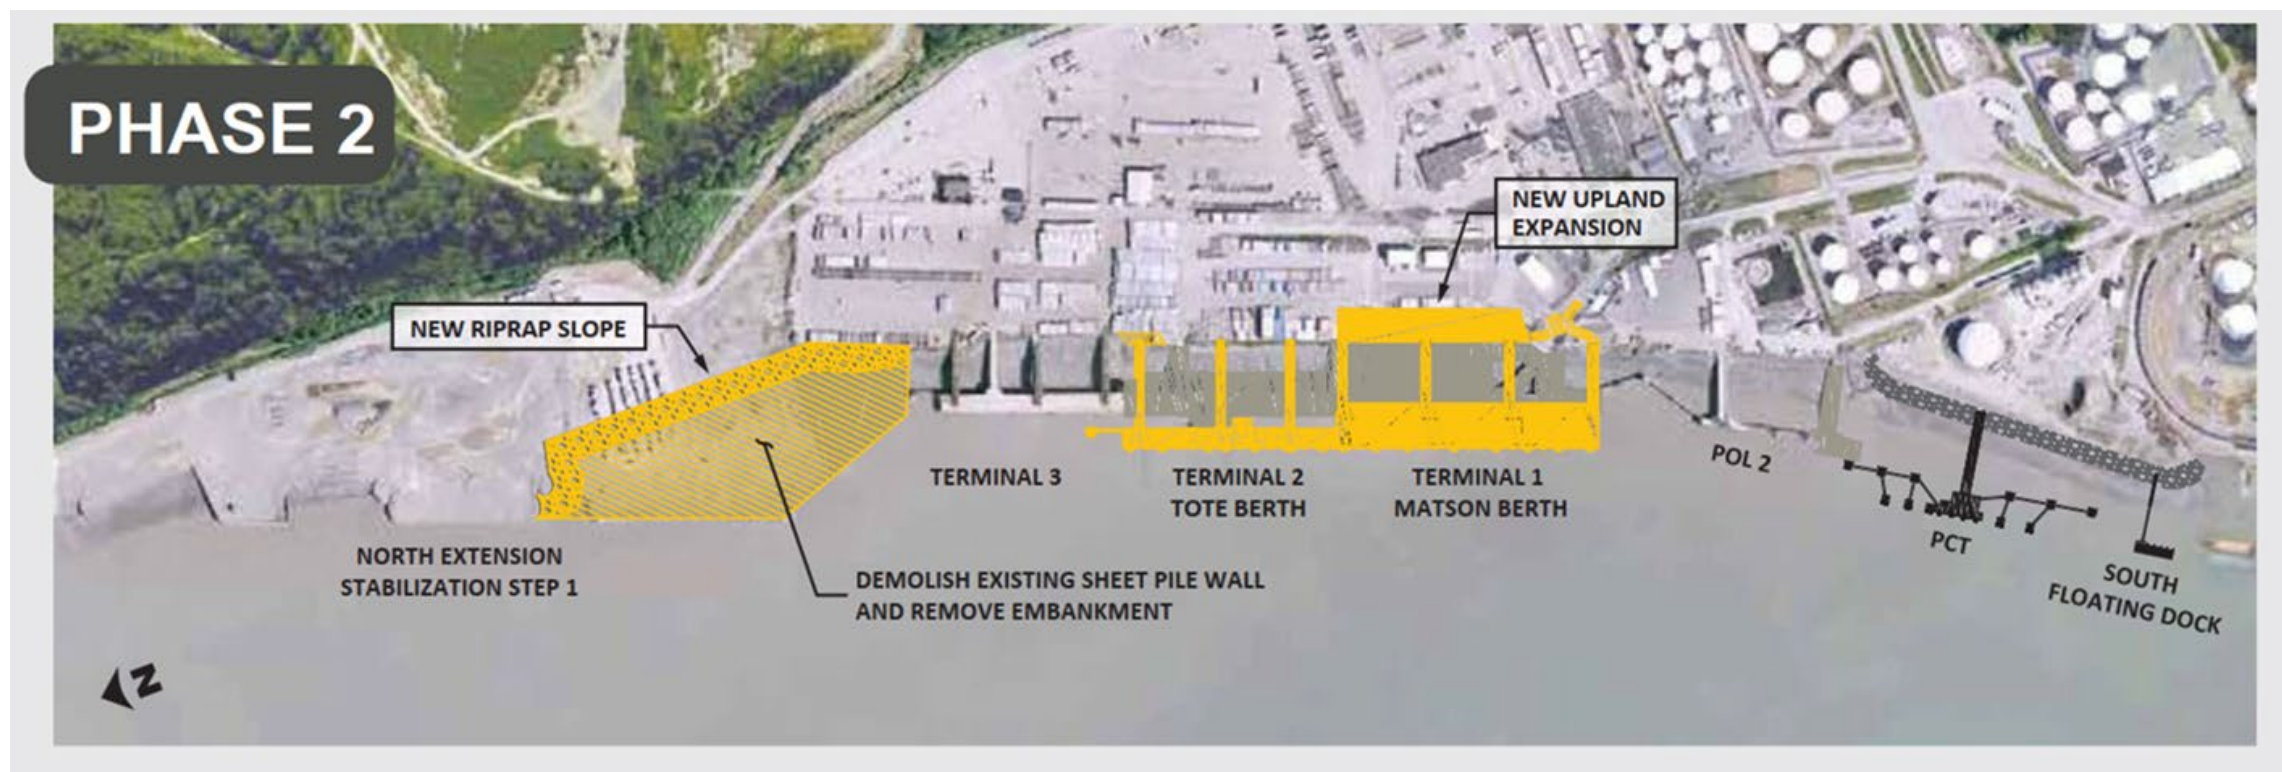 PHASE 2
NEW UPLAND
EXPANSION
NEW RIPRAP SLOPE
TERMINAL 3
TERMINAL 2
TOTE BERTH
TERMINAL 1
MATSON BERTH
POL 2
PCT
SOUTH
FLOATING DOCK
NORTH EXTENSION
STABILIZATION STEP 1
DEMOLISH EXISTING SHEET PILE WALL
AND REMOVE EMBANKMENT
N